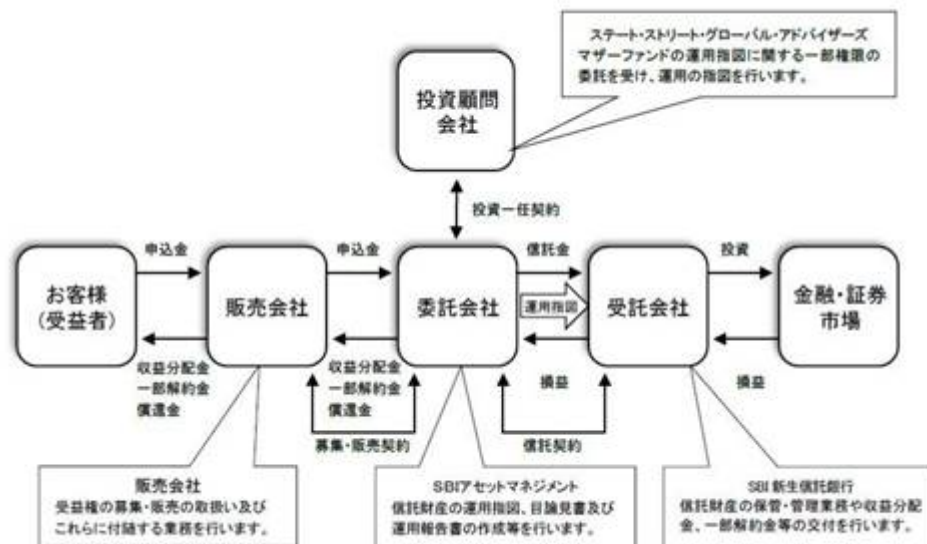 ステート・ストリート・グローバル・アドバイザーズ
マザーファンドの運用指図に関する一部権限の
委託を受け、運用の指図を行います。
投資顧問
会社
投資一任契約
申込金
申込金
信託金
投資
お客様
(受益者)
販売会社
委託会社
運用指図
受託会社
金融・証券
市場
収益分配金
一部解約金
償還金
収益分配金
一部解約金
償還金
損益
損益
募集・販売契約
信託契約
販売会社
受益権の募集・販売の取扱い及び
これらに付随する業務を行います。
SBIアセットマネジメント
信託財産の運用指図、目論見書及び
運用報告書の作成等を行います。
SBI新生信託銀行
信託財産の保管・管理業務や収益分配
金、一部解約金等の交付を行います。